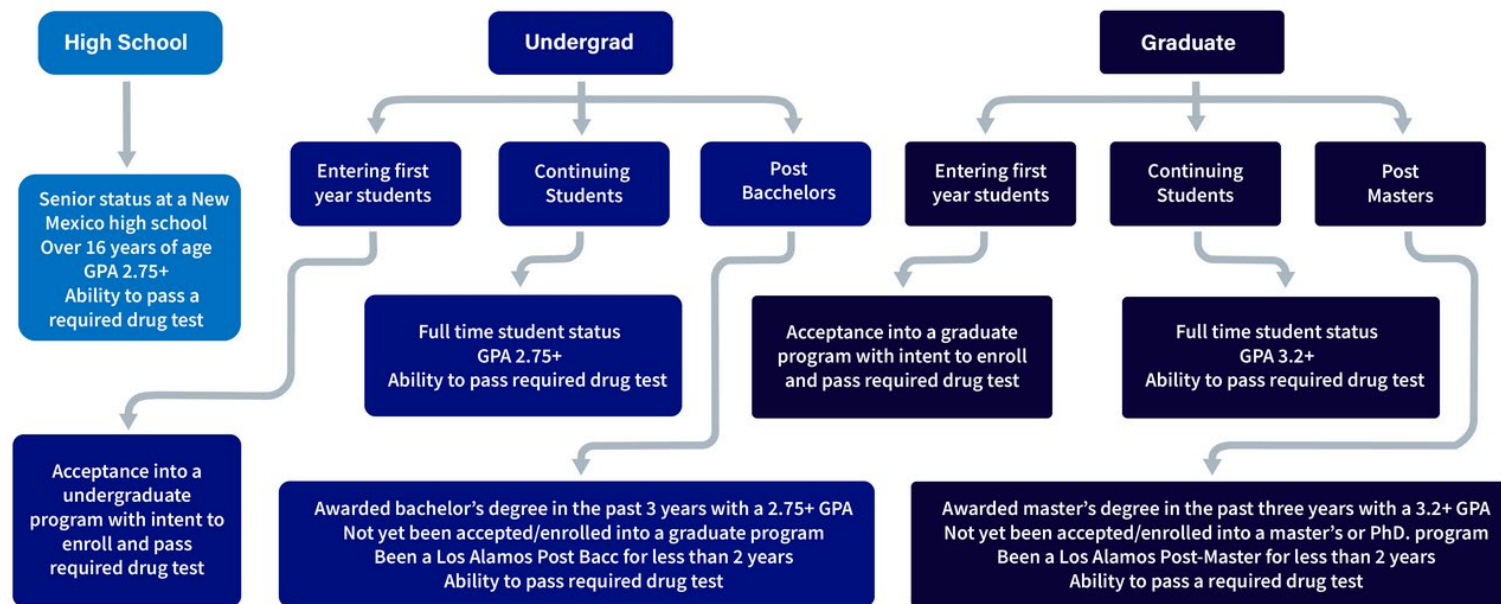 High School
Undergrad
Graduate
Entering first
year students
Continuing
Students
Post
Bacchelors
Entering first
year students
Continuing
Students
Post
Masters
Senior status at a New
Mexico high school
Over 16 years of age
GPA 2.75+
Ability to pass a
required drug test
Full time student status
GPA 2.75+
Ability to pass required drug test
Acceptance into a graduate
program with intent to enroll
and pass required drug test
Full time student status
GPA 3.2+
Ability to pass required drug test
Acceptance into a
undergraduate
program with intent to
enroll and pass
required drug test
Awarded bachelor’s degree in the past 3 years with a 2.75+ GPA
Not yet been accepted/enrolled into a graduate program
Been a Los Alamos Post Bacc for less than 2 years
Ability to pass required drug test
Awarded master’s degree in the past three years with a 3.2+ GPA
Not yet been accepted/enrolled into a master’s or PhD. program
Been a Los Alamos Post-Master for less than 2 years
Ability to pass a required drug test